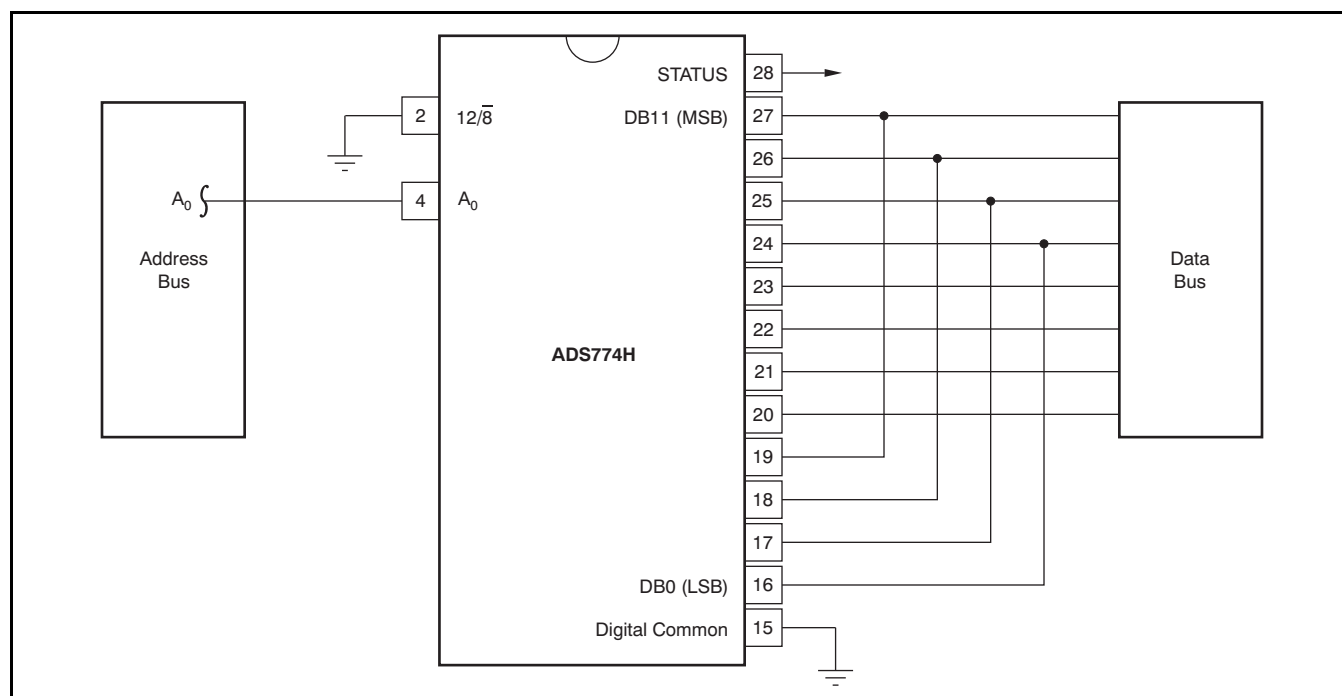 STATUS 28
2 12/8̅ DB11 (MSB) 27
26
A₀ 4 A₀ 25
24
Address
Bus
Data
Bus
23
22
ADS774H
21
20
19
18
17
DB0 (LSB) 16
Digital Common 15